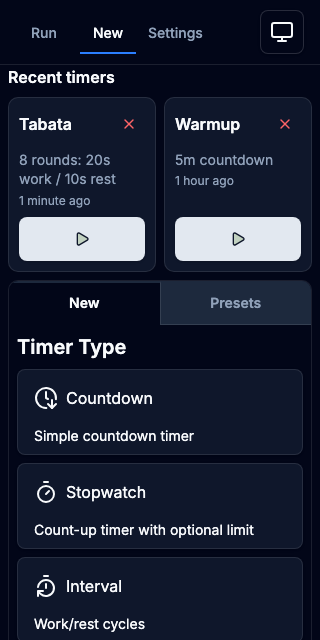 Run New Settings
Recent timers
Tabata
8 rounds: 20s
work / 10s rest
1 minute ago
Warmup
5m countdown
1 hour ago
New Presets
Timer Type
Countdown
Simple countdown timer
Stopwatch
Count-up timer with optional limit
Interval
Work/rest cycles